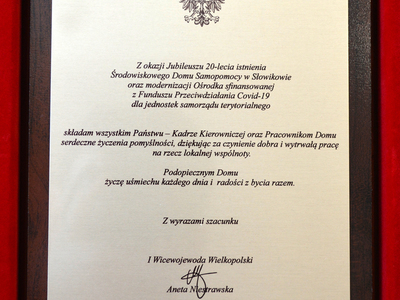 Z okazji Jubileuszu 20-lecia istnienia
Środowiskowego Domu Samopomocy w Słowikowie
oraz modernizacji Ośrodka sfinansowanej
z Funduszu Przeciwdziałania Covid-19
dla jednostek samorządu terytorialnego
składam wszystkim Państwu – Kadrze Kierowniczej oraz Pracownikom Domu
serdeczne życzenia pomyślności, dziękując za czynienie dobra i wytrwałą pracę
na rzecz lokalnej wspólnoty.
Podopiecznym Domu
życzę uśmiechu każdego dnia i radości z bycia razem.
Z wyrazami szacunku
I Wicewojewoda Wielkopolski
Aneta Niestrawska